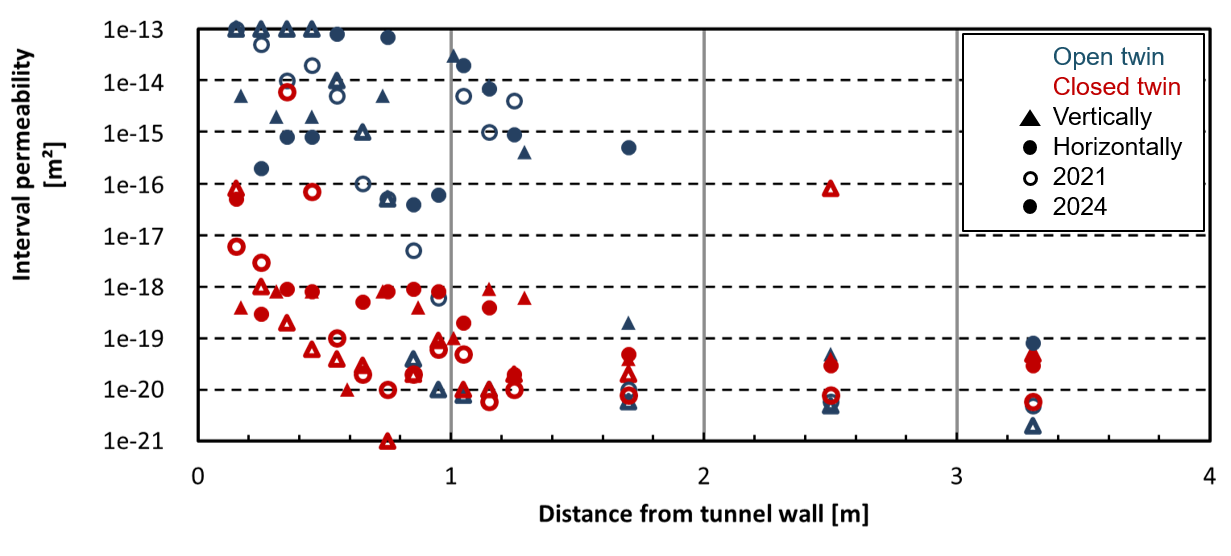 Interval permeability
[m²]
1e-13
1e-14
1e-15
1e-16
1e-17
1e-18
1e-19
1e-20
1e-21
Open twin
Closed twin
Vertically
Horizontally
2021
2024
0
1
2
3
4
Distance from tunnel wall [m]